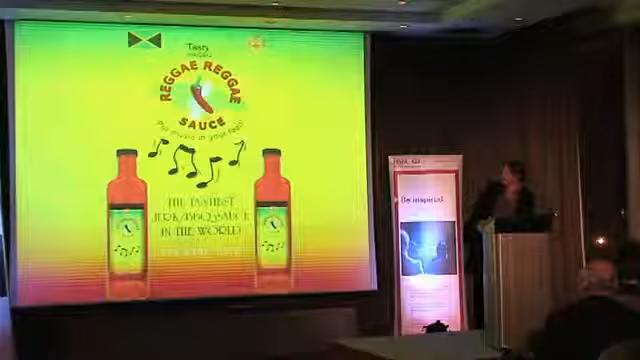 Tasty
REGGAE REGGAE
SAUCE
Put music in your food!
THE TASTIEST
JERK/BBQ SAUCE
IN THE WORLD!
Be inspired.